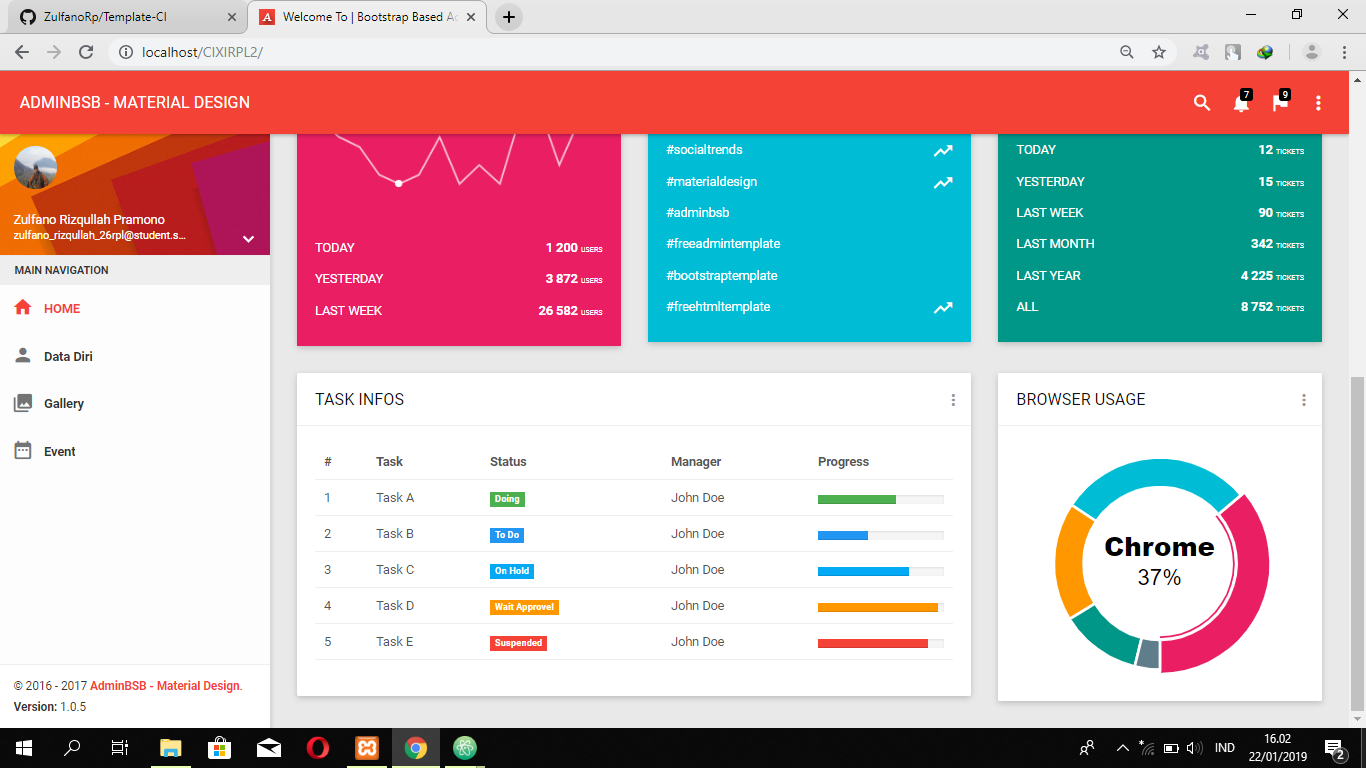 ZulfanoRp/Template-CI
Welcome To | Bootstrap Based Ac
localhost/CIXIRPL2/
ADMINBSB - MATERIAL DESIGN
7
9
Zulfano Rizqullah Pramono
zulfano_rizqullah_26rpl@student.s...
MAIN NAVIGATION
HOME
Data Diri
Gallery
Event
© 2016 - 2017 AdminBSB - Material Design.
Version: 1.0.5
TODAY 1 200 USERS
YESTERDAY 3 872 USERS
LAST WEEK 26 582 USERS
#socialtrends
#materialdesign
#adminbsb
#freeadmintemplate
#bootstraptemplate
#freehtmltemplate
TODAY 12 TICKETS
YESTERDAY 15 TICKETS
LAST WEEK 90 TICKETS
LAST MONTH 342 TICKETS
LAST YEAR 4 225 TICKETS
ALL 8 752 TICKETS
TASK INFOS
# Task Status Manager Progress
1 Task A Doing John Doe
2 Task B To Do John Doe
3 Task C On Hold John Doe
4 Task D Wait Approvel John Doe
5 Task E Suspended John Doe
BROWSER USAGE
Chrome
37%
IND
16.02
22/01/2019
2